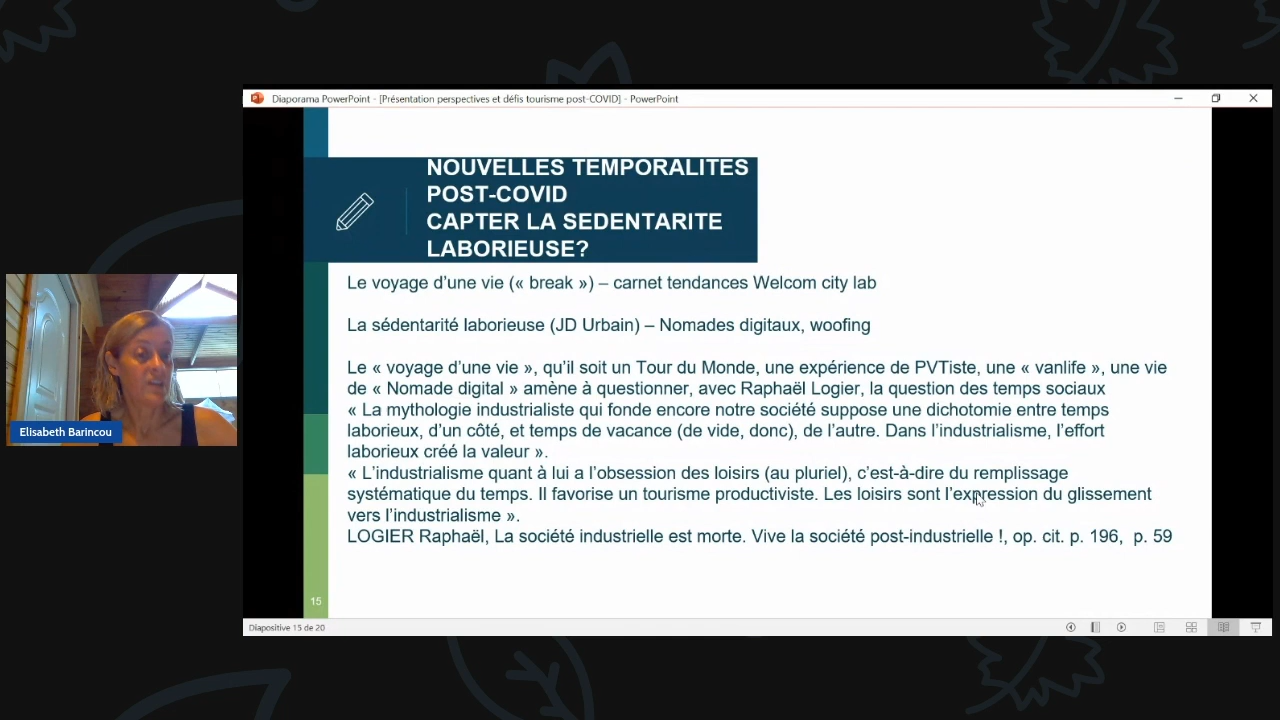 Diaporama PowerPoint - [Présentation perspectives et défis tourisme post-COVID] - PowerPoint
NOUVELLES TEMPORALITES
POST-COVID
CAPTER LA SEDENTARITE
LABORIEUSE?
Le voyage d’une vie (« break ») – carnet tendances Welcom city lab
La sédentarité laborieuse (JD Urbain) – Nomades digitaux, woofing
Le « voyage d’une vie », qu’il soit un Tour du Monde, une expérience de PVTiste, une « vanlife », une vie
de « Nomade digital » amène à questionner, avec Raphaël Logier, la question des temps sociaux
« La mythologie industrialiste qui fonde encore notre société suppose une dichotomie entre temps
laborieux, d’un côté, et temps de vacance (de vide, donc), de l’autre. Dans l’industrialisme, l’effort
laborieux créé la valeur ».
« L’industrialisme quant à lui a l’obsession des loisirs (au pluriel), c’est-à-dire du remplissage
systématique du temps. Il favorise un tourisme productiviste. Les loisirs sont l’expression du glissement
vers l’industrialisme ».
LOGIER Raphaël, La société industrielle est morte. Vive la société post-industrielle !, op. cit. p. 196, p. 59
15
Diapositive 15 de 20
Elisabeth Barincou